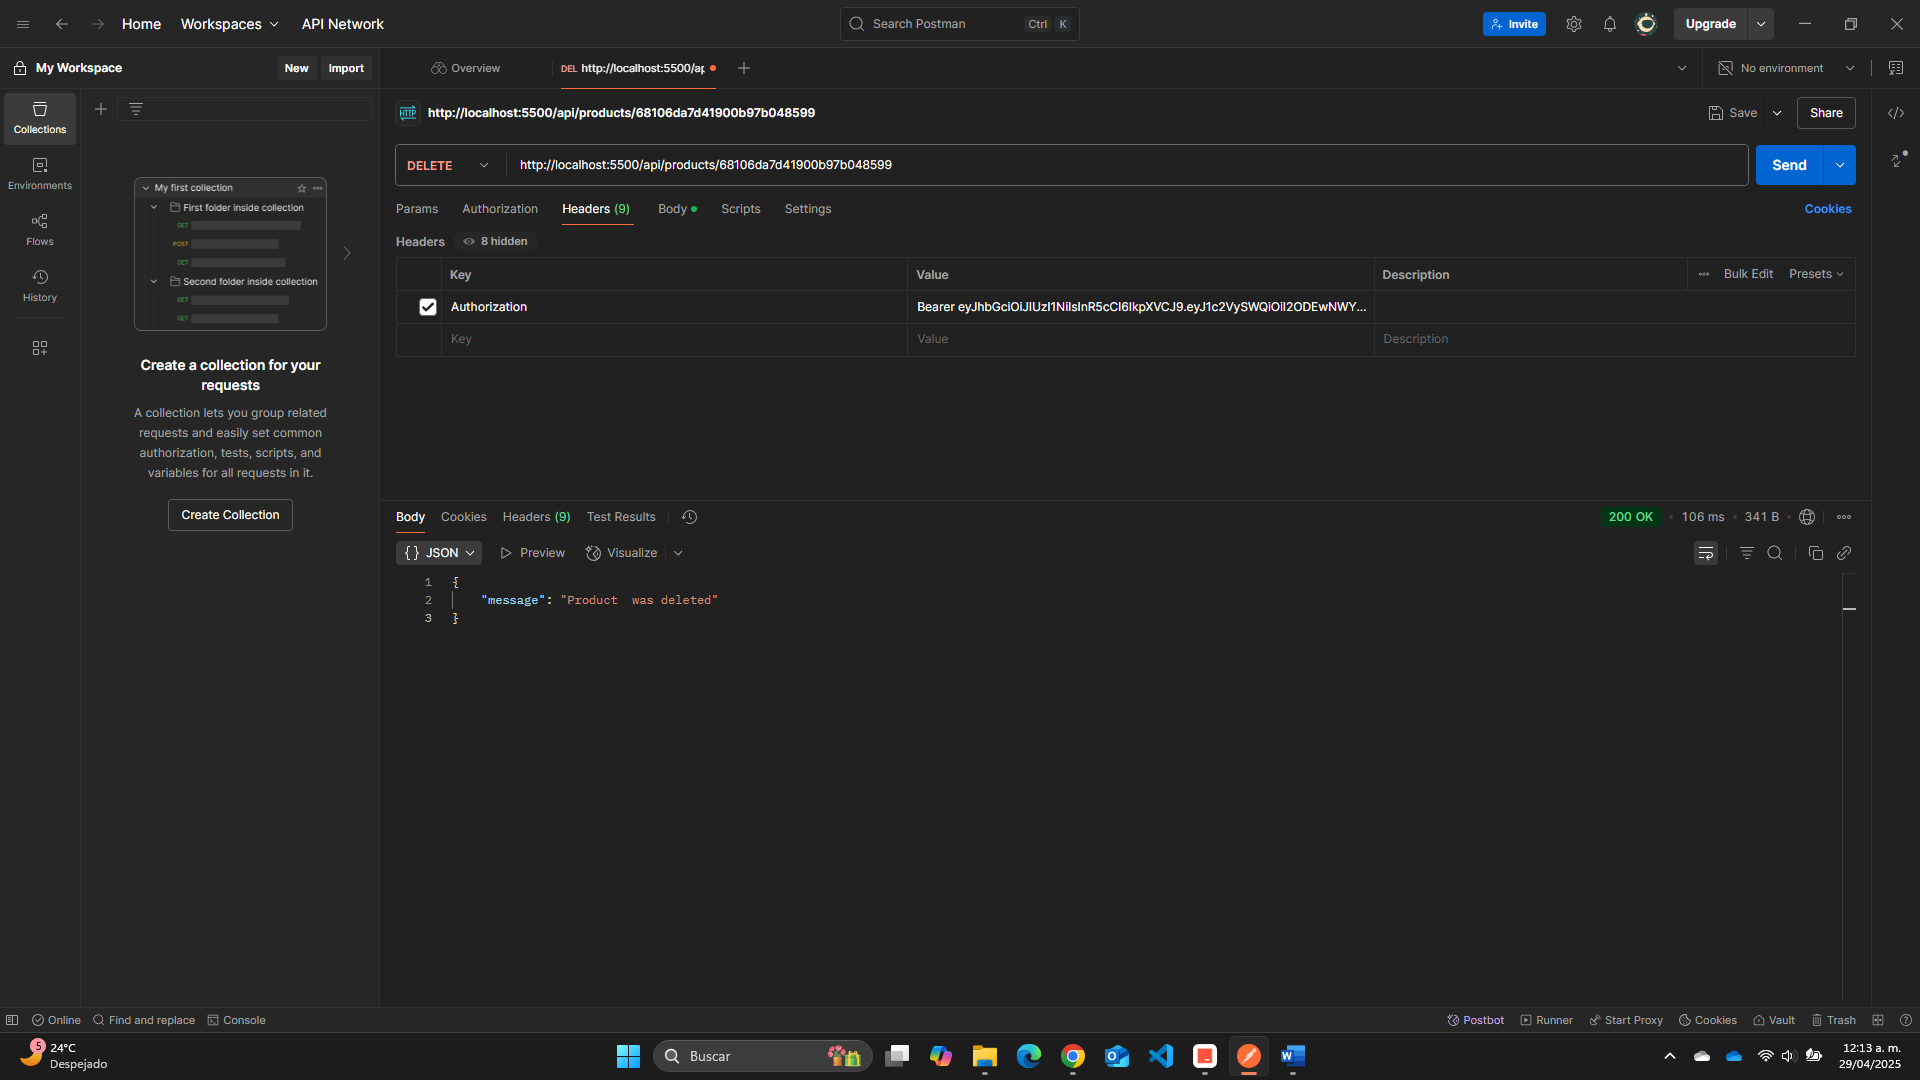 Home Workspaces API Network Search Postman Ctrl K Invite Upgrade
My Workspace New Import Overview DEL http://localhost:5500/ap No environment
Collections
Environments
Flows
History
My first collection
First folder inside collection
GET
POST
GET
Second folder inside collection
GET
GET
Create a collection for your
requests
A collection lets you group related
requests and easily set common
authorization, tests, scripts, and
variables for all requests in it.
Create Collection
HTTP http://localhost:5500/api/products/68106da7d41900b97b048599 Save Share
DELETE http://localhost:5500/api/products/68106da7d41900b97b048599 Send
Params Authorization Headers (9) Body Scripts Settings Cookies
Headers 8 hidden
Key Value Description Bulk Edit Presets
Authorization Bearer eyJhbGciOiJIUzI1NiIsInR5cCI6IkpXVCJ9.eyJ1c2VySWQiOiI2ODEwNWY...
Key Value Description
Body Cookies Headers (9) Test Results 200 OK 106 ms 341 B
{} JSON Preview Visualize
1 {
2 "message": "Product  was deleted"
3 }
Online Find and replace Console Postbot Runner Start Proxy Cookies Vault Trash
5 24°C
Despejado
Buscar
12:13 a. m.
29/04/2025